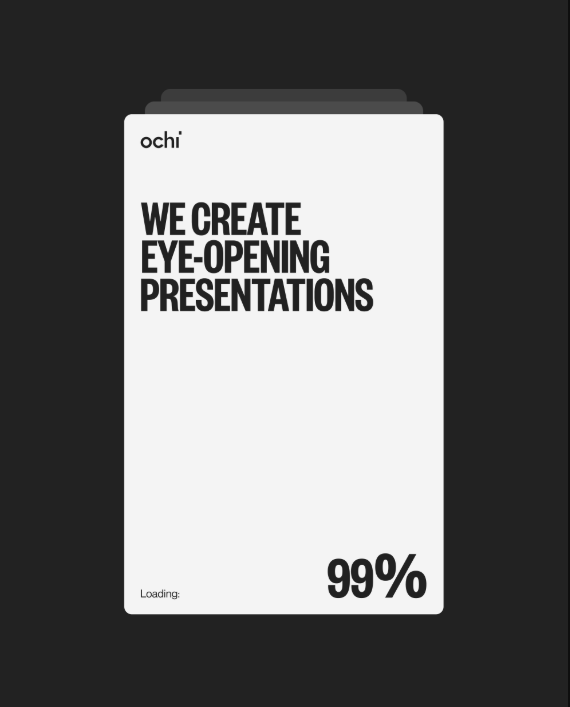 ochi
WE CREATE
EYE-OPENING
PRESENTATIONS
Loading:
99%